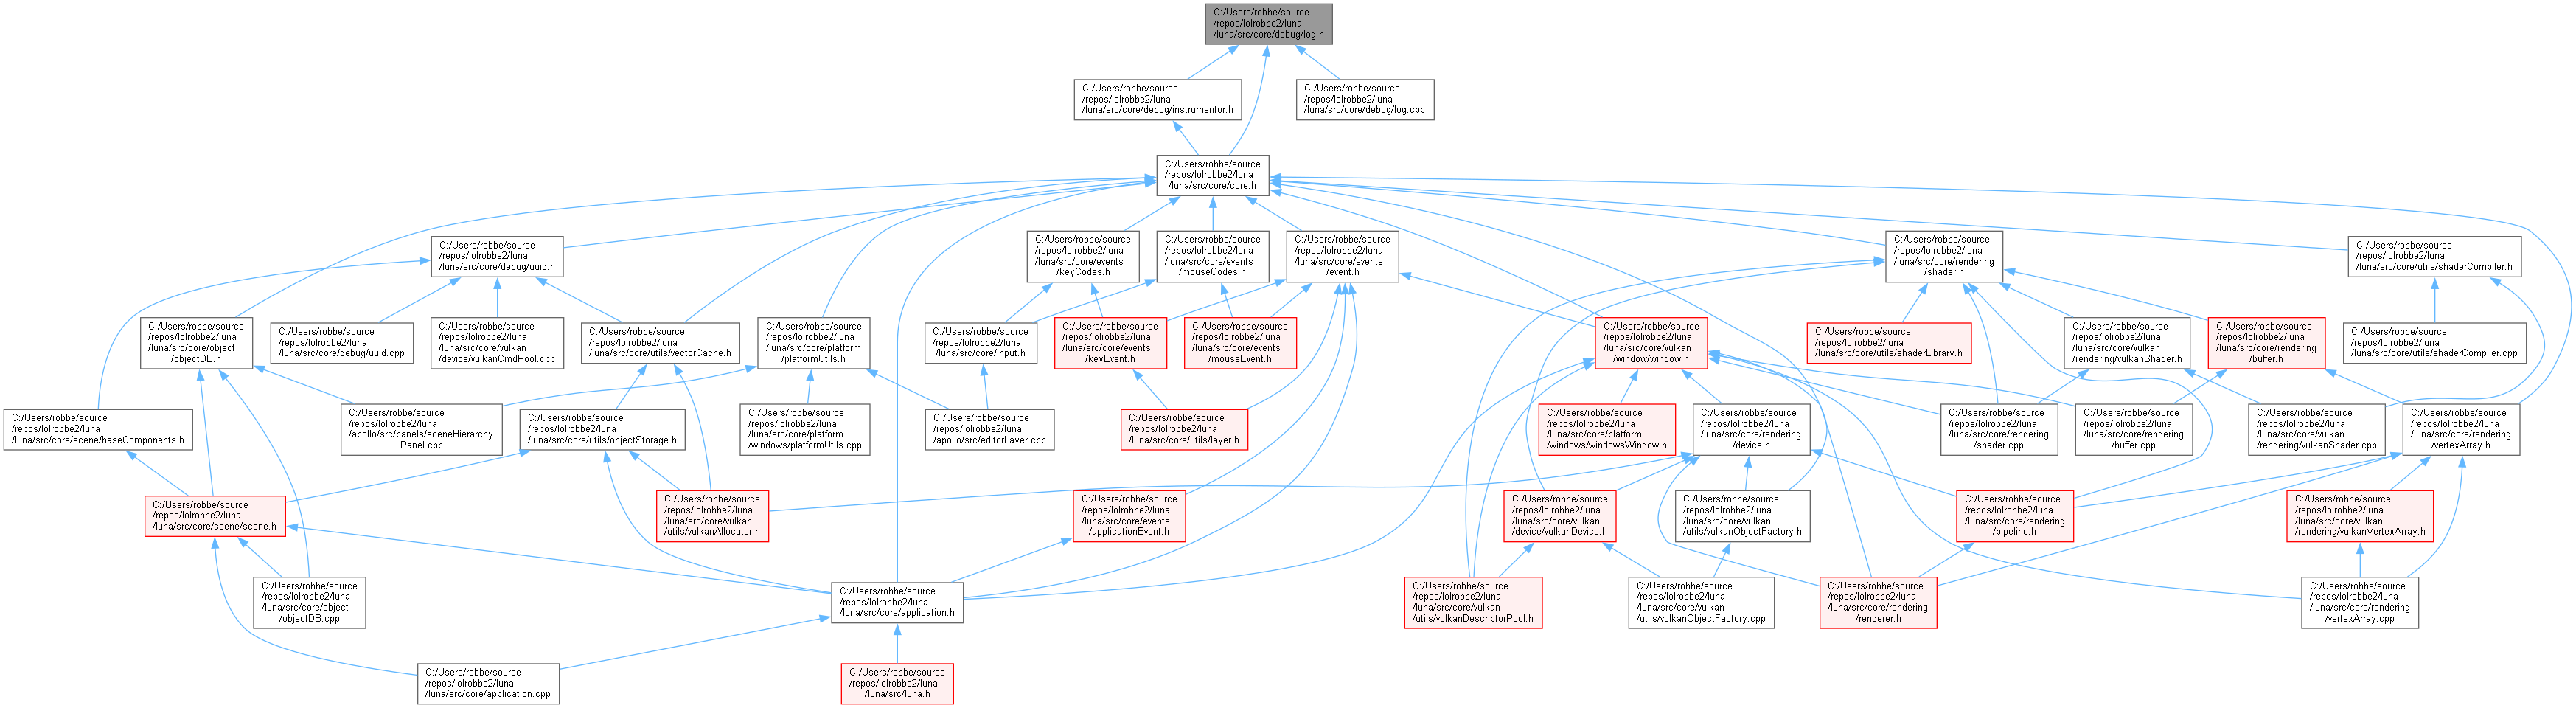 C:/Users/robbe/source
/repos/lolrobbe2/luna
/luna/src/core/debug/log.h
C:/Users/robbe/source
/repos/lolrobbe2/luna
/luna/src/core/debug/instrumentor.h
C:/Users/robbe/source
/repos/lolrobbe2/luna
/luna/src/core/debug/log.cpp
C:/Users/robbe/source
/repos/lolrobbe2/luna
/luna/src/core/core.h
C:/Users/robbe/source
/repos/lolrobbe2/luna
/luna/src/core/debug/uuid.h
C:/Users/robbe/source
/repos/lolrobbe2/luna
/luna/src/core/events
/keyCodes.h
C:/Users/robbe/source
/repos/lolrobbe2/luna
/luna/src/core/events
/mouseCodes.h
C:/Users/robbe/source
/repos/lolrobbe2/luna
/luna/src/core/events
/event.h
C:/Users/robbe/source
/repos/lolrobbe2/luna
/luna/src/core/rendering
/shader.h
C:/Users/robbe/source
/repos/lolrobbe2/luna
/luna/src/core/utils/shaderCompiler.h
C:/Users/robbe/source
/repos/lolrobbe2/luna
/luna/src/core/object
/objectDB.h
C:/Users/robbe/source
/repos/lolrobbe2/luna
/luna/src/core/debug/uuid.cpp
C:/Users/robbe/source
/repos/lolrobbe2/luna
/luna/src/core/vulkan
/device/vulkanCmdPool.cpp
C:/Users/robbe/source
/repos/lolrobbe2/luna
/luna/src/core/utils/vectorCache.h
C:/Users/robbe/source
/repos/lolrobbe2/luna
/luna/src/core/platform
/platformUtils.h
C:/Users/robbe/source
/repos/lolrobbe2/luna
/luna/src/core/input.h
C:/Users/robbe/source
/repos/lolrobbe2/luna
/luna/src/core/events
/keyEvent.h
C:/Users/robbe/source
/repos/lolrobbe2/luna
/luna/src/core/events
/mouseEvent.h
C:/Users/robbe/source
/repos/lolrobbe2/luna
/luna/src/core/vulkan
/window/window.h
C:/Users/robbe/source
/repos/lolrobbe2/luna
/luna/src/core/utils/shaderLibrary.h
C:/Users/robbe/source
/repos/lolrobbe2/luna
/luna/src/core/vulkan
/rendering/vulkanShader.h
C:/Users/robbe/source
/repos/lolrobbe2/luna
/luna/src/core/rendering
/buffer.h
C:/Users/robbe/source
/repos/lolrobbe2/luna
/luna/src/core/utils/shaderCompiler.cpp
C:/Users/robbe/source
/repos/lolrobbe2/luna
/luna/src/core/scene/baseComponents.h
C:/Users/robbe/source
/repos/lolrobbe2/luna
/apollo/src/panels/sceneHierarchy
Panel.cpp
C:/Users/robbe/source
/repos/lolrobbe2/luna
/luna/src/core/utils/objectStorage.h
C:/Users/robbe/source
/repos/lolrobbe2/luna
/luna/src/core/platform
/windows/platformUtils.cpp
C:/Users/robbe/source
/repos/lolrobbe2/luna
/apollo/src/editorLayer.cpp
C:/Users/robbe/source
/repos/lolrobbe2/luna
/luna/src/core/utils/layer.h
C:/Users/robbe/source
/repos/lolrobbe2/luna
/luna/src/core/platform
/windows/windowsWindow.h
C:/Users/robbe/source
/repos/lolrobbe2/luna
/luna/src/core/rendering
/device.h
C:/Users/robbe/source
/repos/lolrobbe2/luna
/luna/src/core/rendering
/shader.cpp
C:/Users/robbe/source
/repos/lolrobbe2/luna
/luna/src/core/rendering
/buffer.cpp
C:/Users/robbe/source
/repos/lolrobbe2/luna
/luna/src/core/vulkan
/rendering/vulkanShader.cpp
C:/Users/robbe/source
/repos/lolrobbe2/luna
/luna/src/core/rendering
/vertexArray.h
C:/Users/robbe/source
/repos/lolrobbe2/luna
/luna/src/core/scene/scene.h
C:/Users/robbe/source
/repos/lolrobbe2/luna
/luna/src/core/vulkan
/utils/vulkanAllocator.h
C:/Users/robbe/source
/repos/lolrobbe2/luna
/luna/src/core/events
/applicationEvent.h
C:/Users/robbe/source
/repos/lolrobbe2/luna
/luna/src/core/vulkan
/device/vulkanDevice.h
C:/Users/robbe/source
/repos/lolrobbe2/luna
/luna/src/core/vulkan
/utils/vulkanObjectFactory.h
C:/Users/robbe/source
/repos/lolrobbe2/luna
/luna/src/core/rendering
/pipeline.h
C:/Users/robbe/source
/repos/lolrobbe2/luna
/luna/src/core/vulkan
/rendering/vulkanVertexArray.h
C:/Users/robbe/source
/repos/lolrobbe2/luna
/luna/src/core/object
/objectDB.cpp
C:/Users/robbe/source
/repos/lolrobbe2/luna
/luna/src/core/application.h
C:/Users/robbe/source
/repos/lolrobbe2/luna
/luna/src/core/vulkan
/utils/vulkanDescriptorPool.h
C:/Users/robbe/source
/repos/lolrobbe2/luna
/luna/src/core/vulkan
/utils/vulkanObjectFactory.cpp
C:/Users/robbe/source
/repos/lolrobbe2/luna
/luna/src/core/rendering
/renderer.h
C:/Users/robbe/source
/repos/lolrobbe2/luna
/luna/src/core/rendering
/vertexArray.cpp
C:/Users/robbe/source
/repos/lolrobbe2/luna
/luna/src/core/application.cpp
C:/Users/robbe/source
/repos/lolrobbe2/luna
/luna/src/luna.h